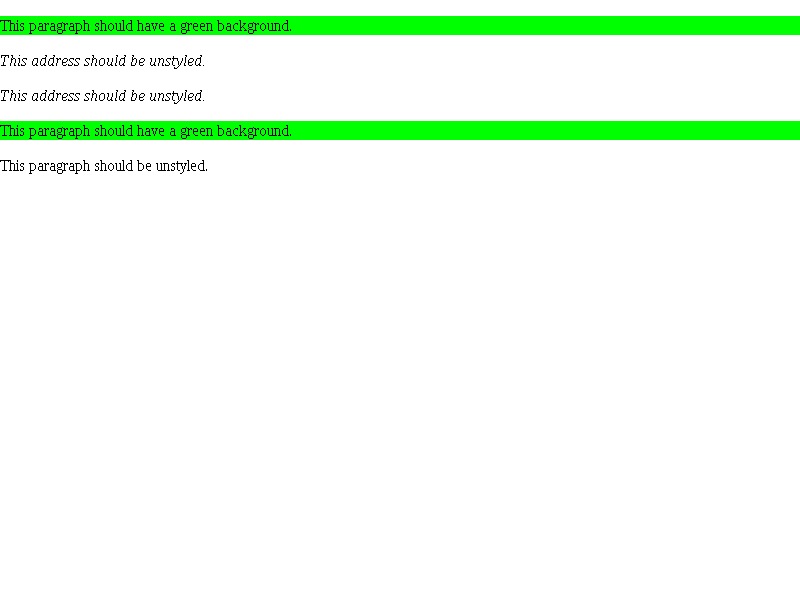 This paragraph should have a green background.
This address should be unstyled.
This address should be unstyled.
This paragraph should have a green background.
This paragraph should be unstyled.